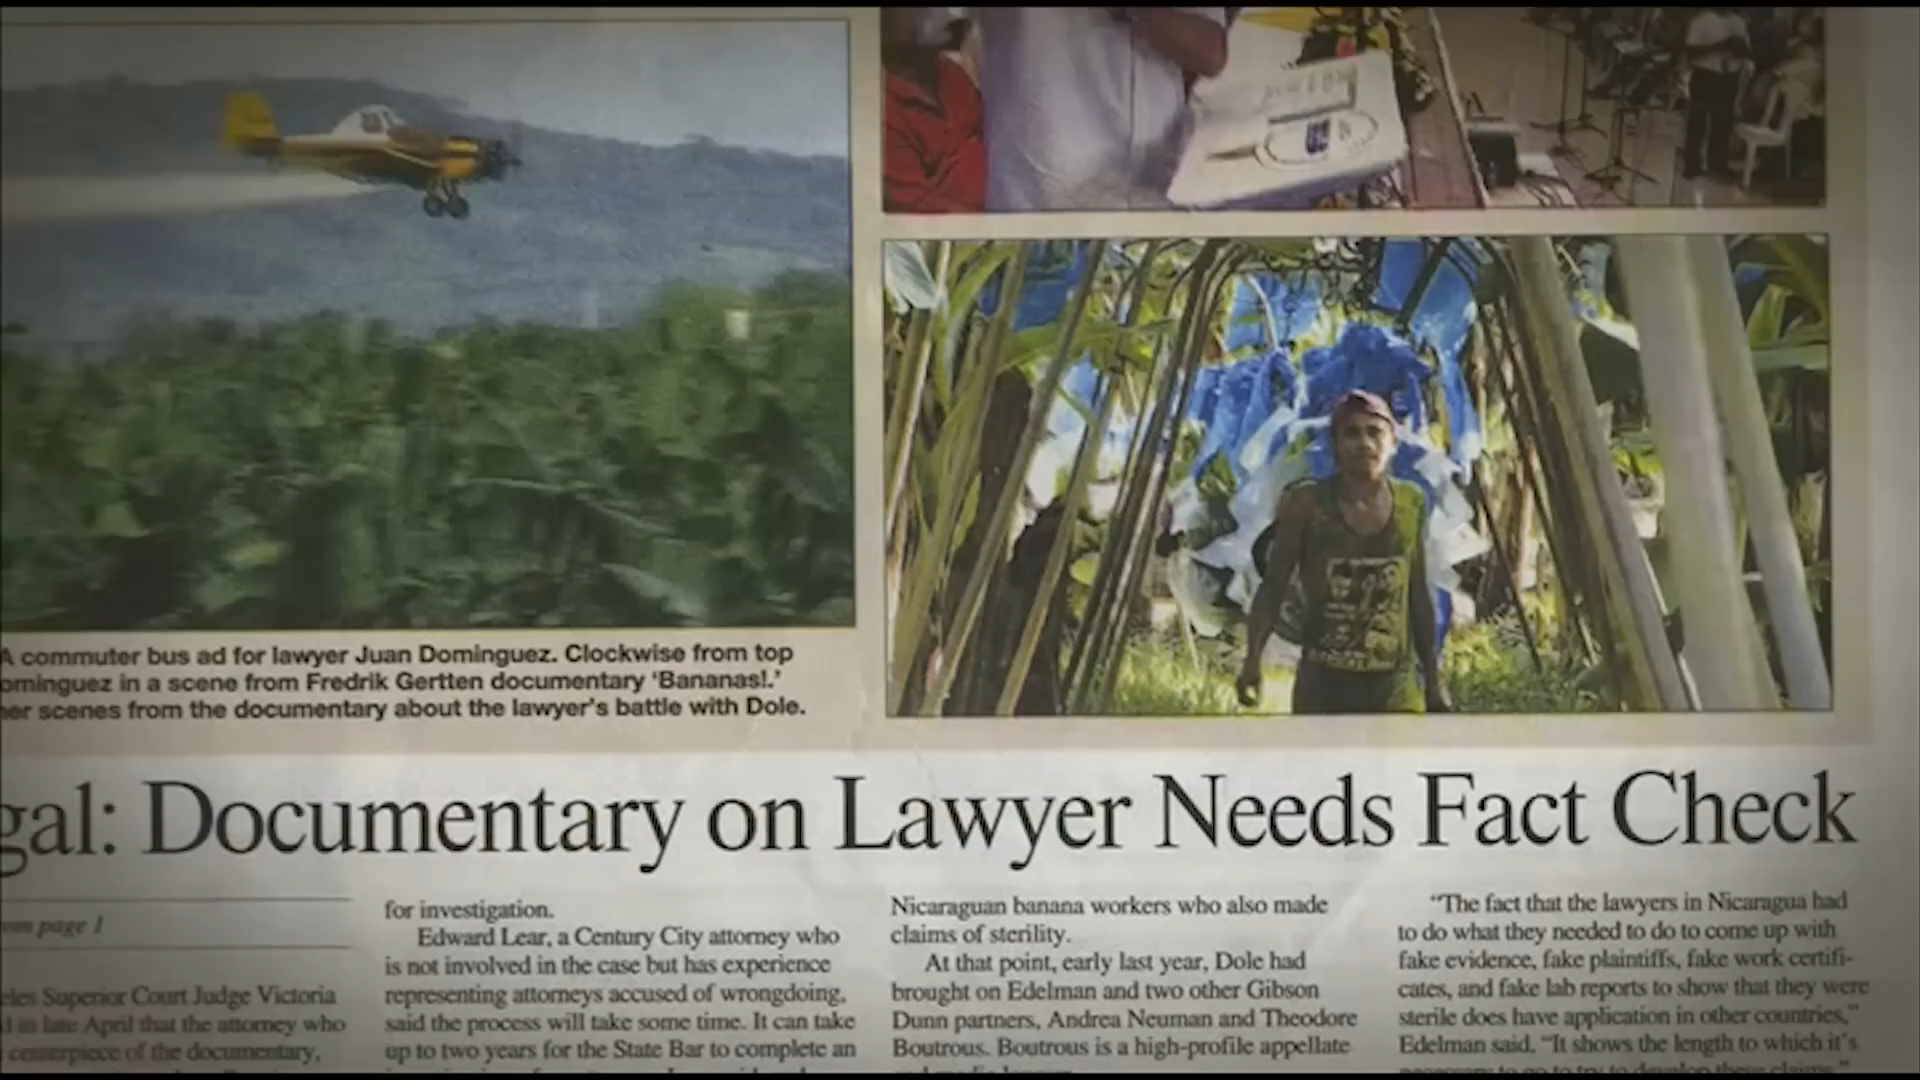 A commuter bus ad for lawyer Juan Dominguez. Clockwise from top
ominguez in a scene from Fredrik Gertten documentary ‘Bananas!.’
er scenes from the documentary about the lawyer’s battle with Dole.
gal: Documentary on Lawyer Needs Fact Check
page 1
Superior Court Judge Victoria
in late April that the attorney who
centerpiece of the documentary,
for investigation.
Edward Lear, a Century City attorney who
is not involved in the case but has experience
representing attorneys accused of wrongdoing,
said the process will take some time. It can take
up to two years for the State Bar to complete an
Nicaraguan banana workers who also made
claims of sterility.
At that point, early last year, Dole had
brought on Edelman and two other Gibson
Dunn partners, Andrea Neuman and Theodore
Boutrous. Boutrous is a high-profile appellate
“The fact that the lawyers in Nicaragua had
to do what they needed to do to come up with
fake evidence, fake plaintiffs, fake work certifi-
cates, and fake lab reports to show that they were
sterile does have application in other countries,”
Edelman said. “It shows the length to which it’s